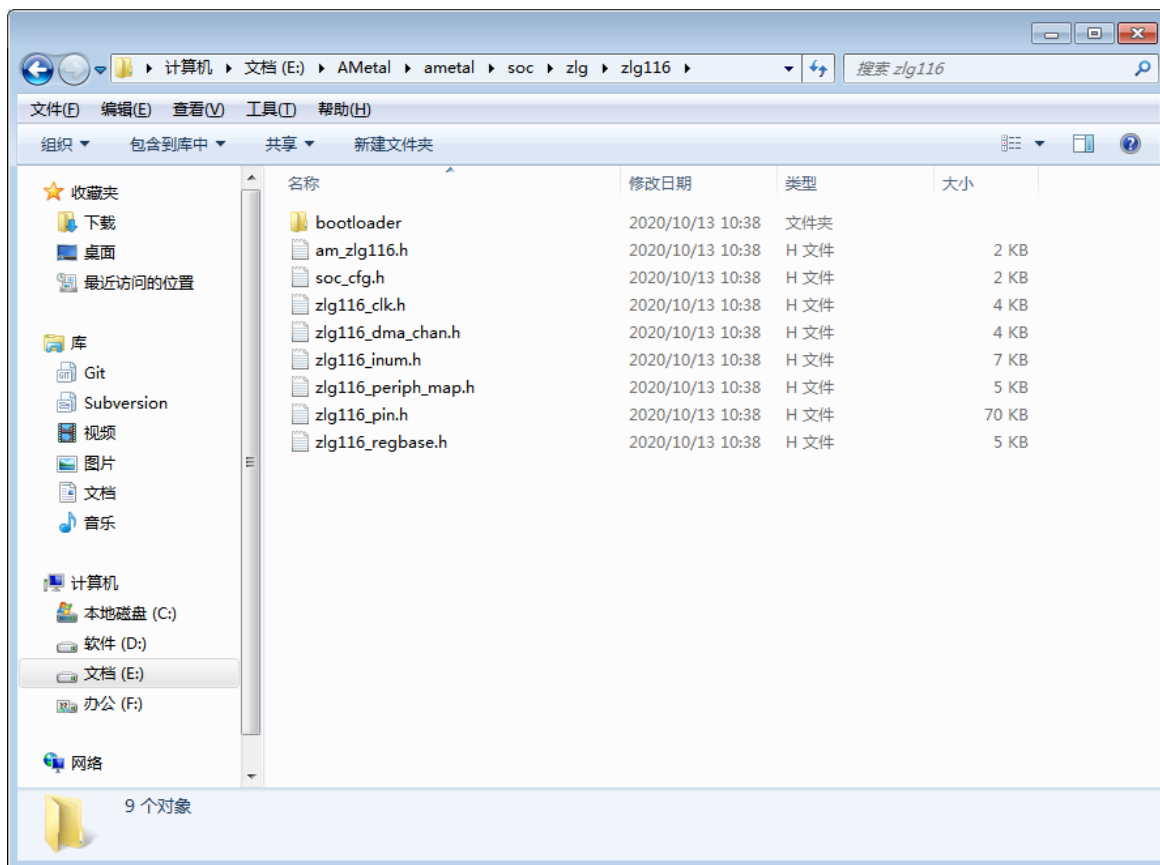 计算机 文档 (E:) AMetal ametal soc zlg zlg116 搜索 zlg116
文件(F) 编辑(E) 查看(V) 工具(T) 帮助(H)
组织 包含到库中 共享 新建文件夹
收藏夹
下载
桌面
最近访问的位置
库
Git
Subversion
视频
图片
文档
音乐
计算机
本地磁盘 (C:)
软件 (D:)
文档 (E:)
办公 (F:)
网络
名称 修改日期 类型 大小
bootloader 2020/10/13 10:38 文件夹
am_zlg116.h 2020/10/13 10:38 H 文件 2 KB
soc_cfg.h 2020/10/13 10:38 H 文件 2 KB
zlg116_clk.h 2020/10/13 10:38 H 文件 4 KB
zlg116_dma_chan.h 2020/10/13 10:38 H 文件 4 KB
zlg116_inum.h 2020/10/13 10:38 H 文件 7 KB
zlg116_periph_map.h 2020/10/13 10:38 H 文件 5 KB
zlg116_pin.h 2020/10/13 10:38 H 文件 70 KB
zlg116_regbase.h 2020/10/13 10:38 H 文件 5 KB
9 个对象